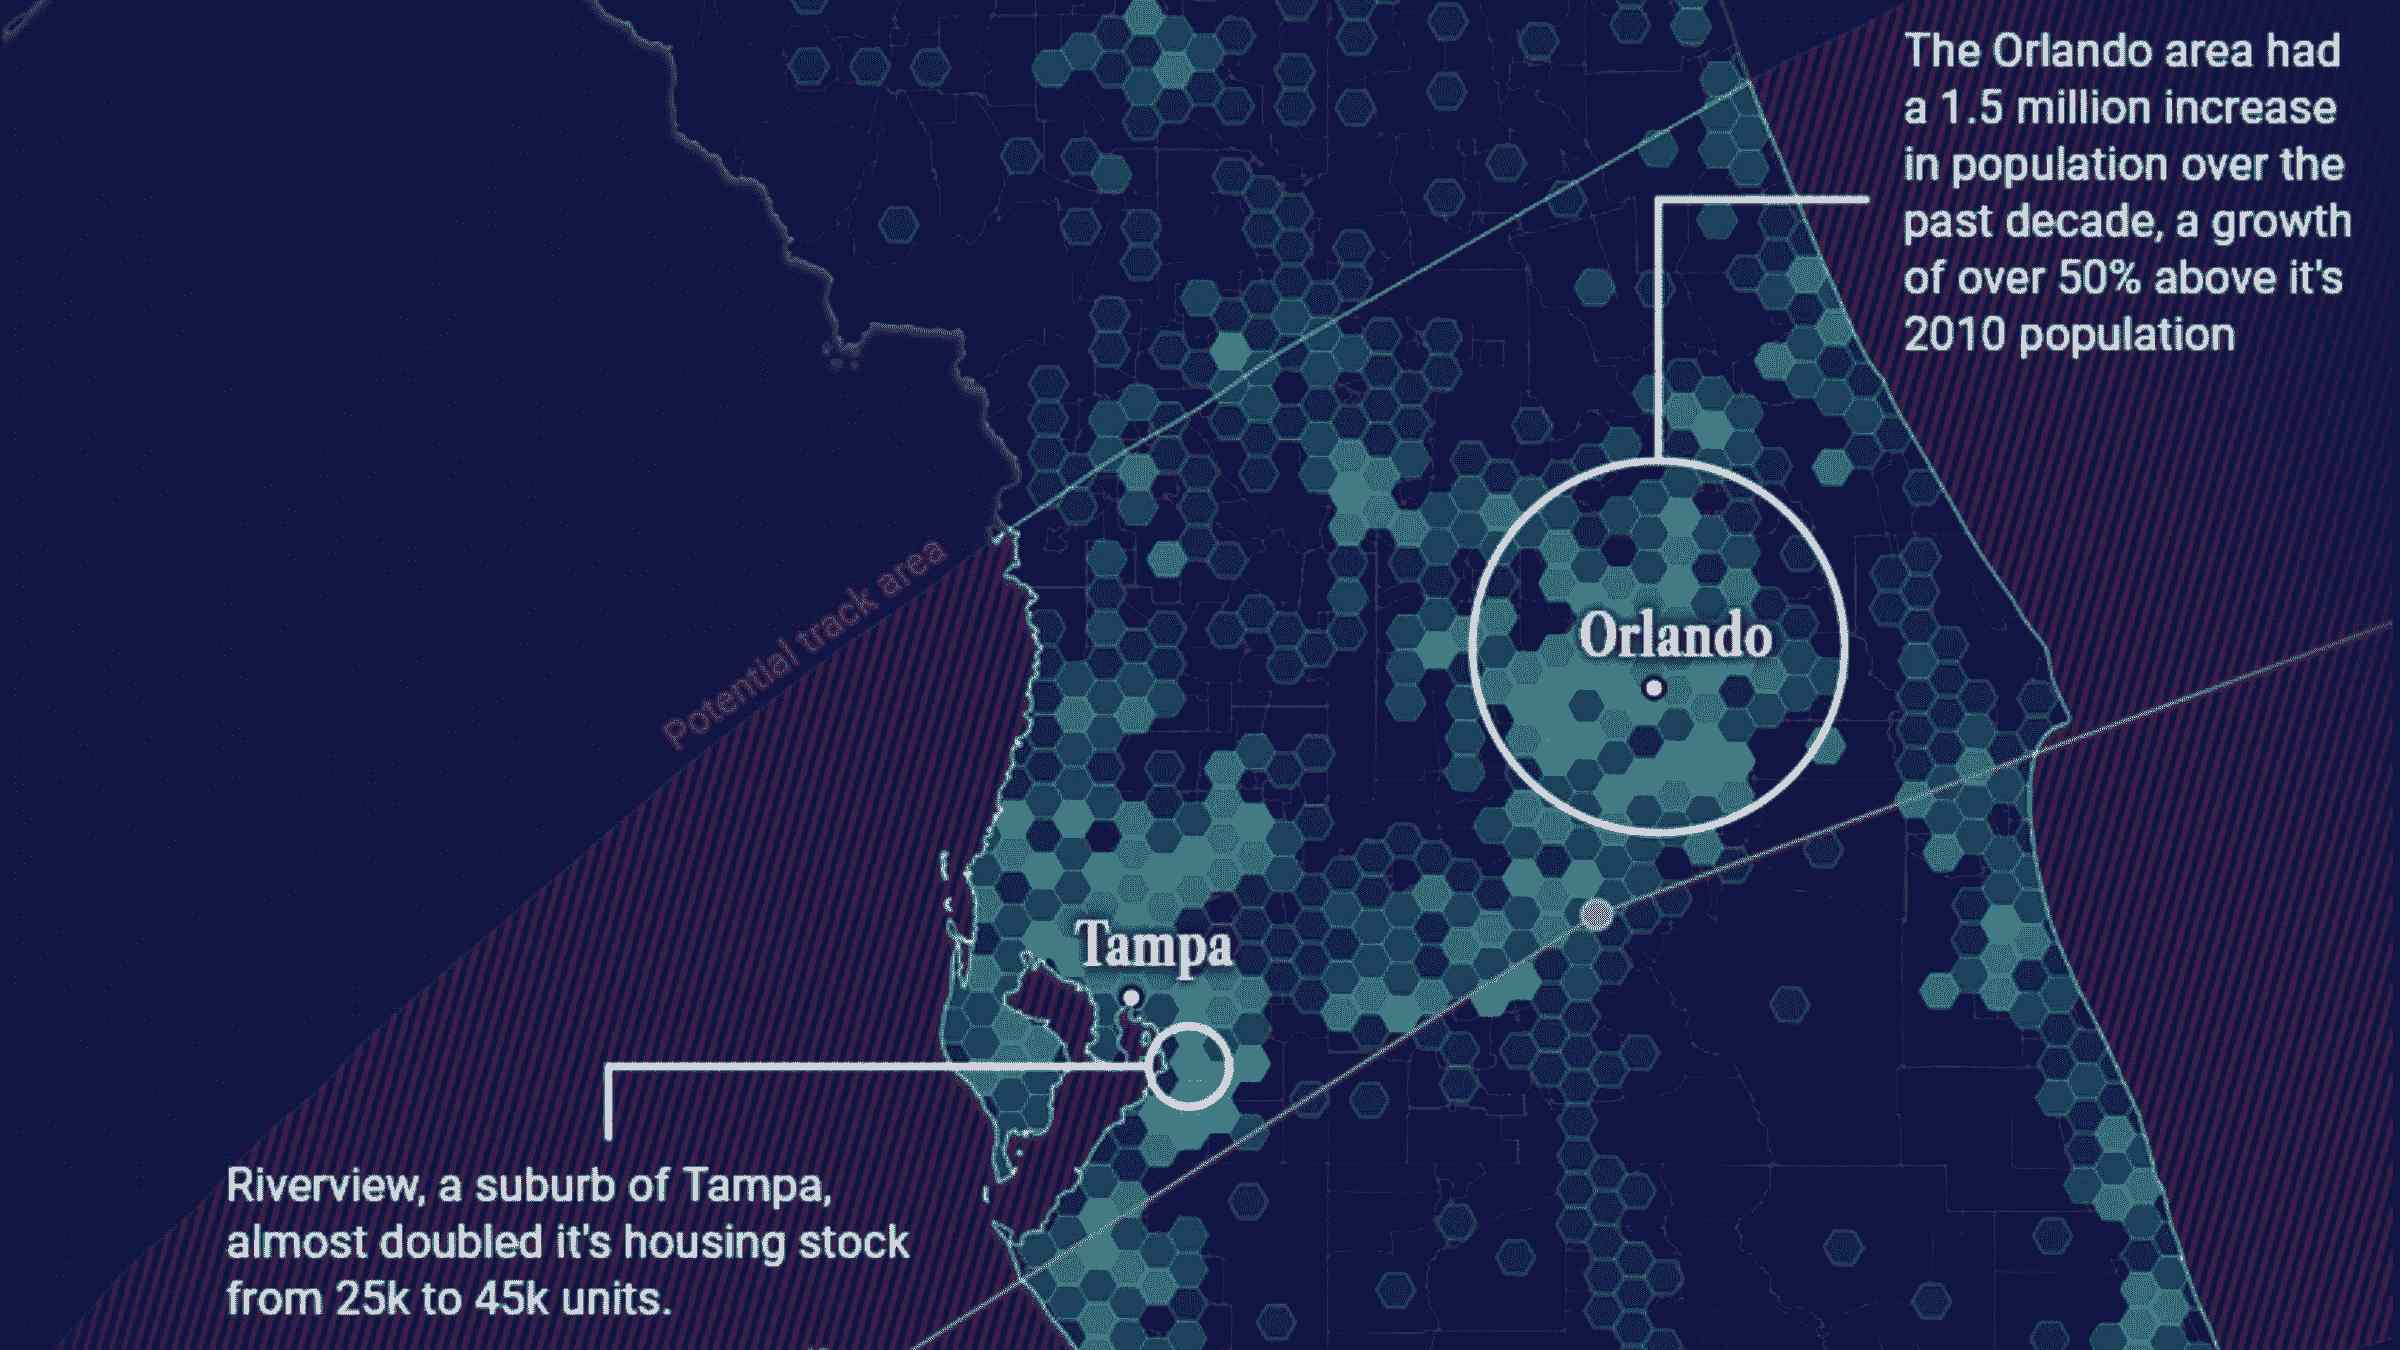 The Orlando area had
a 1.5 million increase
in population over the
past decade, a growth
of over 50% above it's
2010 population
Potential track area
Orlando
Tampa
Riverview, a suburb of Tampa,
almost doubled it's housing stock
from 25k to 45k units.